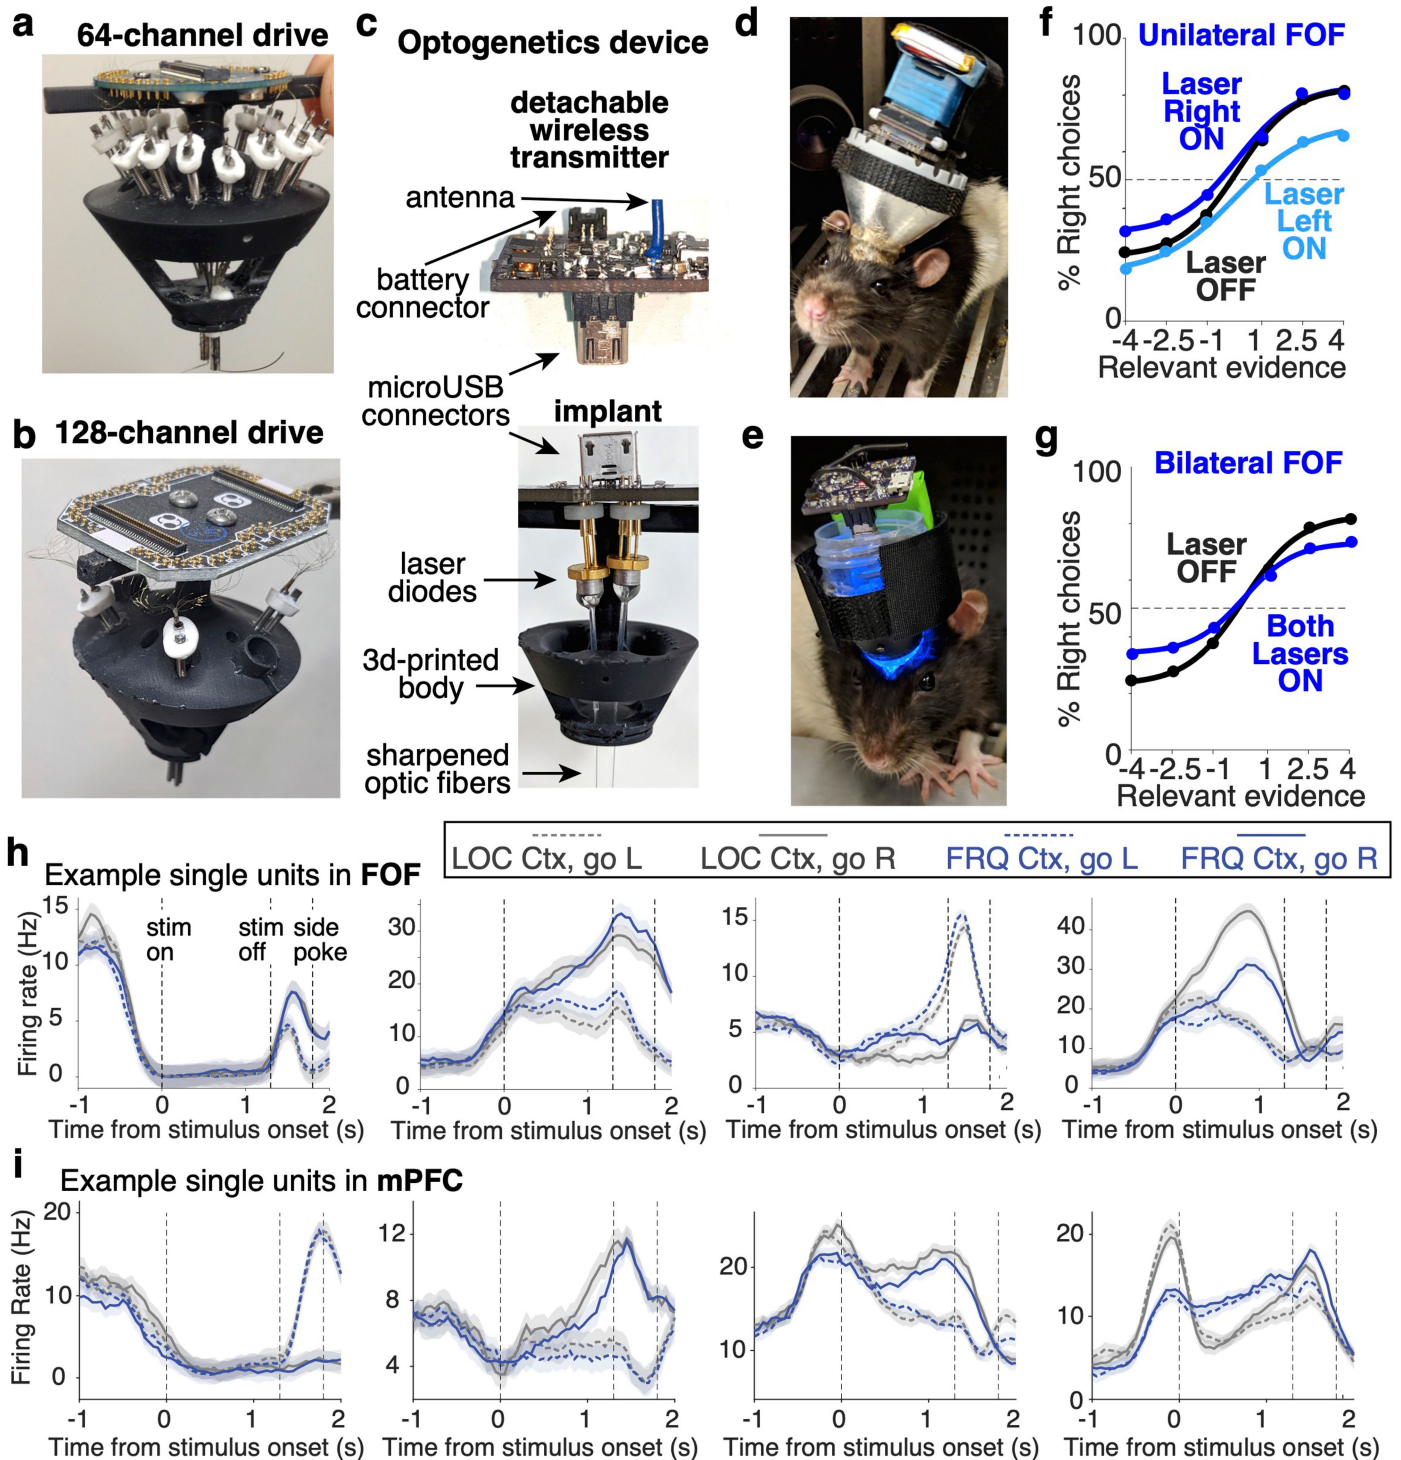 a
64-channel drive
b
128-channel drive
c
Optogenetics device
detachable
wireless
transmitter
antenna
battery
connector
microUSB
connectors
implant
laser
diodes
3d-printed
body
sharpened
optic fibers
d
e
f
Unilateral FOF
100
50
0
% Right choices
Laser
Right
ON
Laser
Left
ON
Laser
OFF
-4 -2.5 -1 1 2.5 4
Relevant evidence
g
Bilateral FOF
100
50
0
% Right choices
Laser
OFF
Both
Lasers
ON
-4 -2.5 -1 1 2.5 4
Relevant evidence
LOC Ctx, go L
LOC Ctx, go R
FRQ Ctx, go L
FRQ Ctx, go R
h
Example single units in FOF
Firing rate (Hz)
15
10
5
0
stim
on
stim
off
side
poke
-1 0 1 2
Time from stimulus onset (s)
30
20
10
0
-1 0 1 2
Time from stimulus onset (s)
15
10
5
0
-1 0 1 2
Time from stimulus onset (s)
40
30
20
10
0
-1 0 1 2
Time from stimulus onset (s)
i
Example single units in mPFC
Firing Rate (Hz)
20
10
0
-1 0 1 2
Time from stimulus onset (s)
12
8
4
-1 0 1 2
Time from stimulus onset (s)
20
10
-1 0 1 2
Time from stimulus onset (s)
20
10
0
-1 0 1 2
Time from stimulus onset (s)